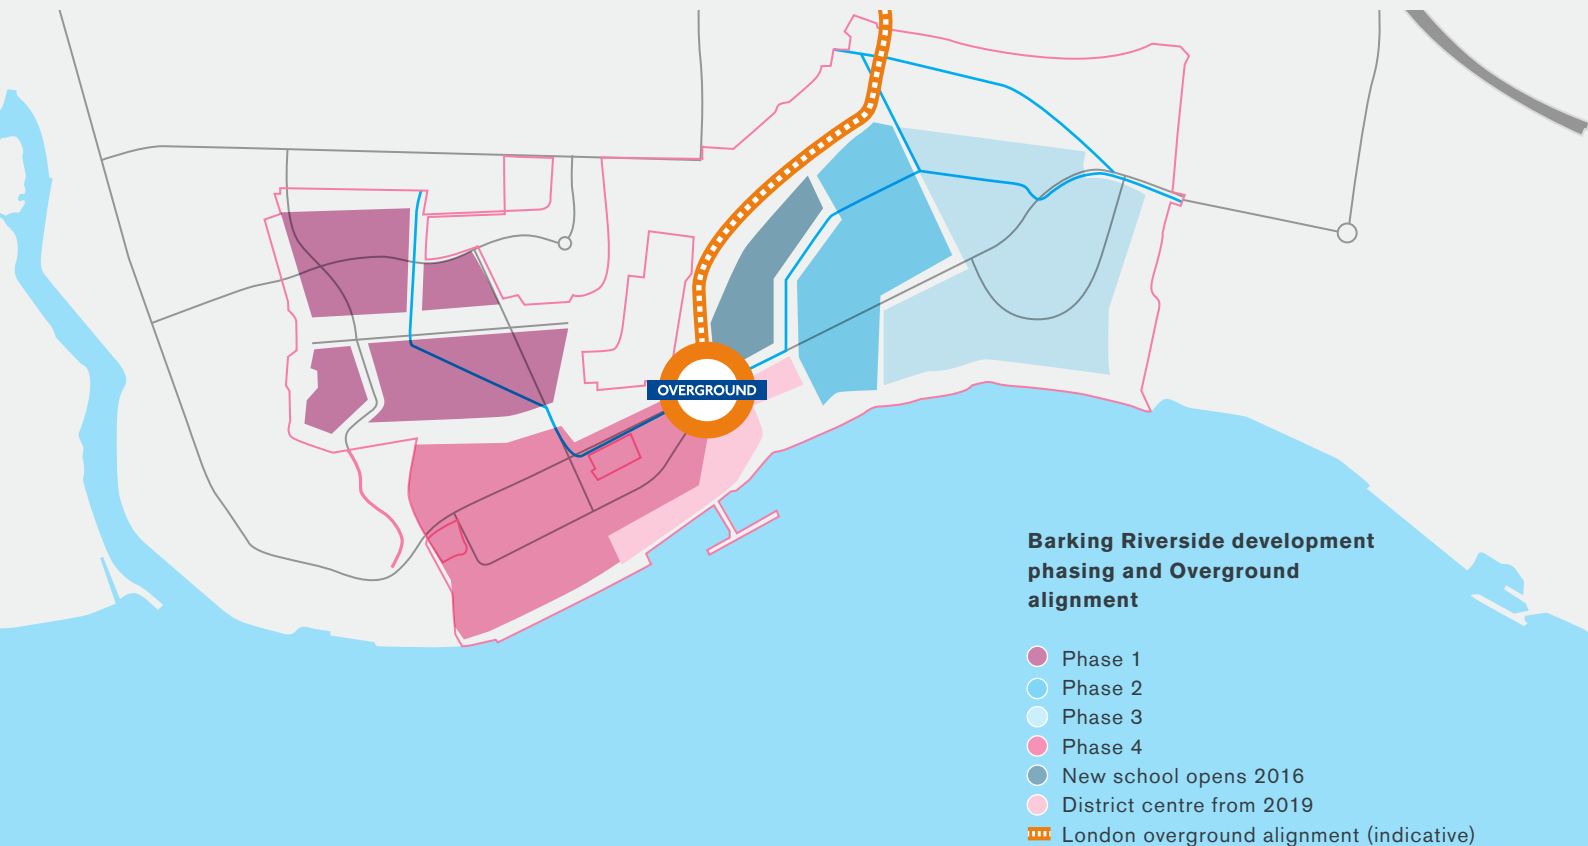 OVERGROUND
Barking Riverside development
phasing and Overground
alignment
Phase 1
Phase 2
Phase 3
Phase 4
New school opens 2016
District centre from 2019
London overground alignment (indicative)